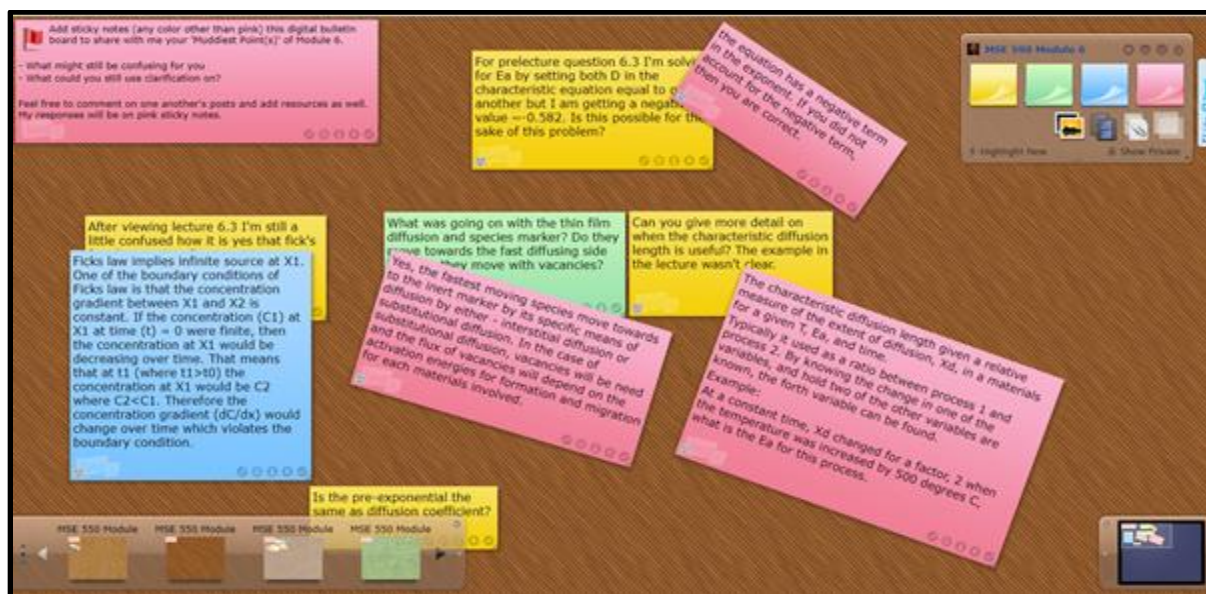 Add sticky notes (any color other than pink) this digital bulletin
board to share with me your 'Muddiest Point(s)' of Module 6.
- What might still be confusing for you
- What could you still use clarification on?
Feel free to comment on one another's posts and add resources as well.
My responses will be on pink sticky notes.
For prelecture question 6.3 I'm solvi
for Ea by setting both D in the
characteristic equation equal to o
another but I am getting a negati
value =-0.582. Is this possible for the
sake of this problem?
the equation has a negative term
in the exponent. If you did not
account for the negative term,
then you are correct.
MSE 550 Module 6
Highlight New
Show Private
After viewing lecture 6.3 I'm still a
little confused how it is yes that fick's
Ficks law implies infinite source at X1.
One of the boundary conditions of
Ficks law is that the concentration
gradient between X1 and X2 is
constant. If the concentration (C1) at
X1 at time (t) = 0 were finite, then
the concentration at X1 would be
decreasing over time. That means
that at t1 (where t1>t0) the
concentration at X1 would be C2
where C2<C1. Therefore the
concentration gradient (dC/dx) would
change over time which violates the
boundary condition.
What was going on with the thin film
diffusion and species marker? Do they
move towards the fast diffusing side
they move with vacancies?
Yes, the fastest moving species move towards
to the inert marker by its specific means of
diffusion by either - interstitial diffusion or
substitutional diffusion. In the case of
substitutional diffusion, vacancies will be need
and the flux of vacancies will depend on the
activation energies for formation and migration
for each materials involved.
Can you give more detail on
when the characteristic diffusion
length is useful? The example in
the lecture wasn't clear.
The characteristic diffusion length given a relative
measure of the extent of diffusion, Xd, in a materials
for a given T, Ea, and time.
Typically it used as a ratio between process 1 and
process 2. By knowing the change in one of the
variables, and hold two of the other variables are
known, the forth variable can be found.
Example:
At a constant time, Xd changed for a factor, 2 when
the temperature was increased by 500 degrees C,
what is the Ea for this process.
Is the pre-exponential the
same as diffusion coefficient?
MSE 550 Module
MSE 550 Module
MSE 550 Module
MSE 550 Module